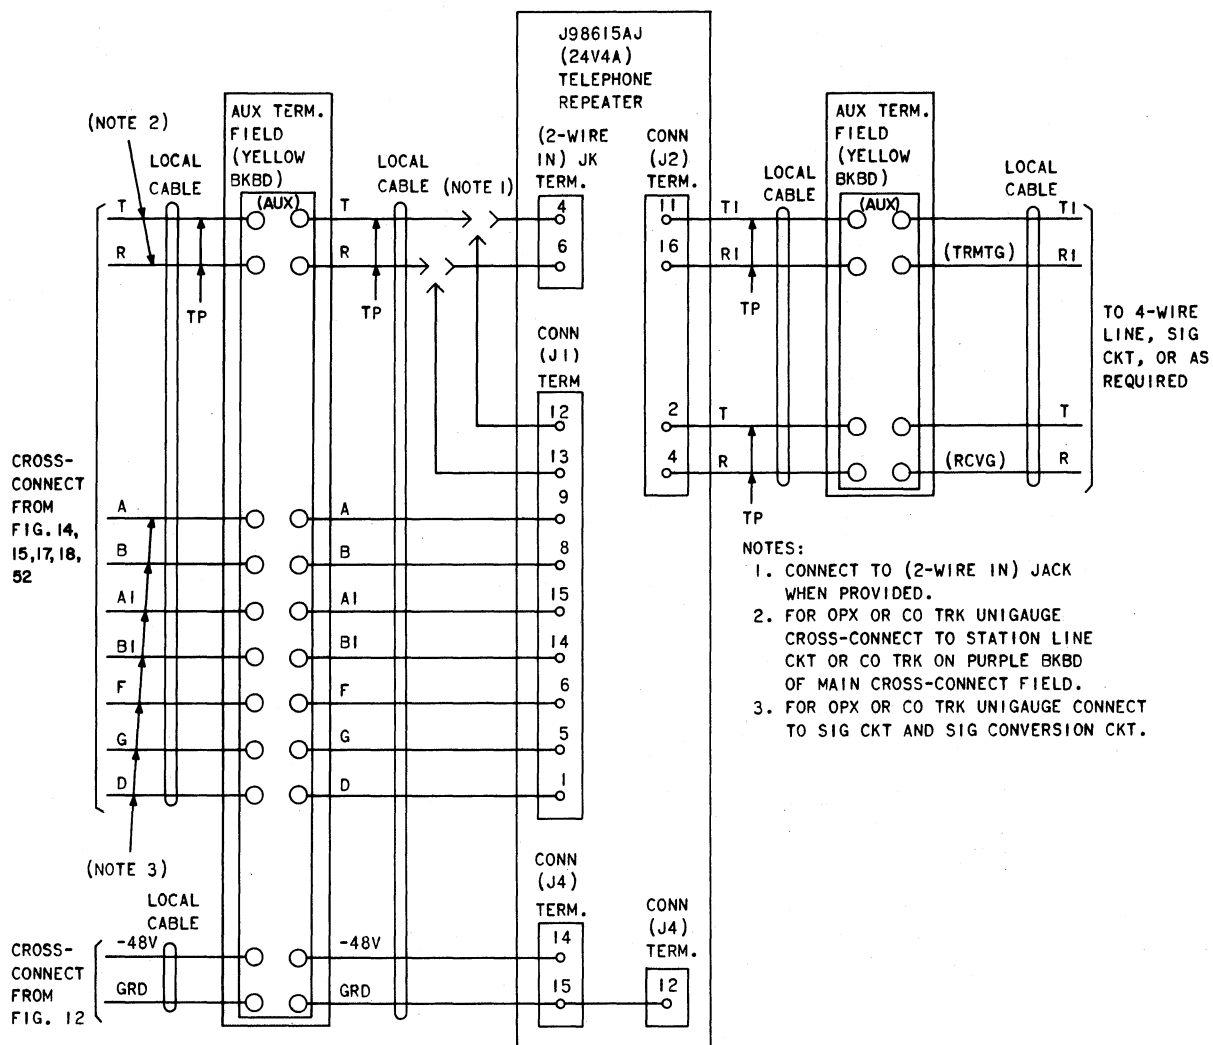 J98615AJ
(24V4A)
TELEPHONE
REPEATER
AUX TERM.
FIELD
(YELLOW
BKBD)
(AUX)
(NOTE 2)
LOCAL
CABLE
LOCAL
CABLE (NOTE 1)
(2-WIRE
IN) JK
TERM.
CONN
(J2)
TERM.
LOCAL
CABLE
AUX TERM.
FIELD
(YELLOW
BKBD)
(AUX)
LOCAL
CABLE
T
T
4
11
T1
T1
R
R
6
16
R1
(TRMTG)
R1
TP
TP
TP
TO 4-WIRE
LINE, SIG
CKT, OR AS
REQUIRED
CONN
(J1)
TERM
12
2
T
T
13
4
R
(RCVG)
R
TP
CROSS-
CONNECT
FROM
FIG. 14,
15,17,18,
52
A
A
9
B
B
8
A1
A1
15
B1
B1
14
F
F
6
G
G
5
D
D
1
(NOTE 3)
NOTES:
1. CONNECT TO (2-WIRE IN) JACK
WHEN PROVIDED.
2. FOR OPX OR CO TRK UNIGAUGE
CROSS-CONNECT TO STATION LINE
CKT OR CO TRK ON PURPLE BKBD
OF MAIN CROSS-CONNECT FIELD.
3. FOR OPX OR CO TRK UNIGAUGE CONNECT
TO SIG CKT AND SIG CONVERSION CKT.
LOCAL
CABLE
CONN
(J4)
TERM.
CONN
(J4)
TERM.
CROSS-
CONNECT
FROM
FIG. 12
-48V
-48V
14
GRD
GRD
15
12